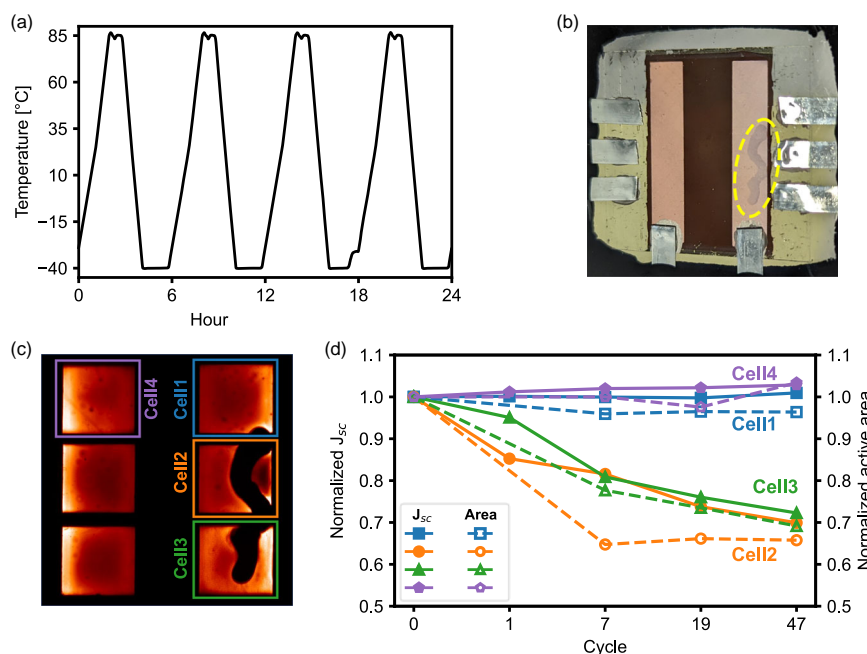 (a)
85
60
35
10
−15
−40
Temperature [°C]
0
6
12
18
24
Hour
(b)
(c)
Cell4
Cell1
Cell2
Cell3
(d)
1.1
1.0
0.9
0.8
0.7
0.6
0.5
Normalized Jsc
1.1
1.0
0.9
0.8
0.7
0.6
0.5
Normalized active area
Cell4
Cell1
Cell3
Cell2
Jsc Area
0
1
7
19
47
Cycle